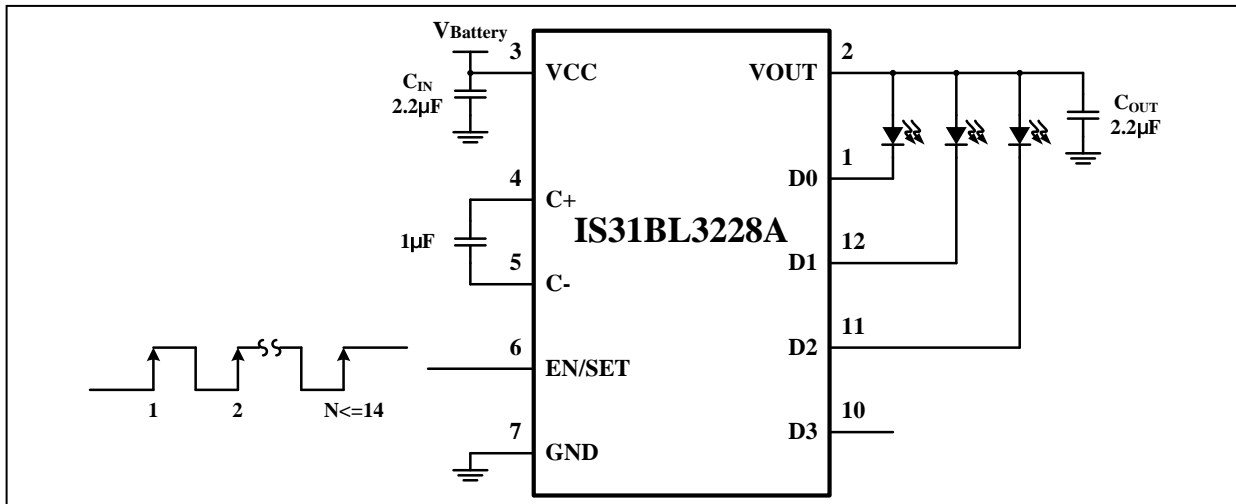 VBattery
3
VCC
CIN
2.2µF
4
C+
1µF
5
C-
6
EN/SET
1
2
N<=14
7
GND
IS31BL3228A
VOUT
2
COUT
2.2µF
1
D0
12
D1
11
D2
10
D3